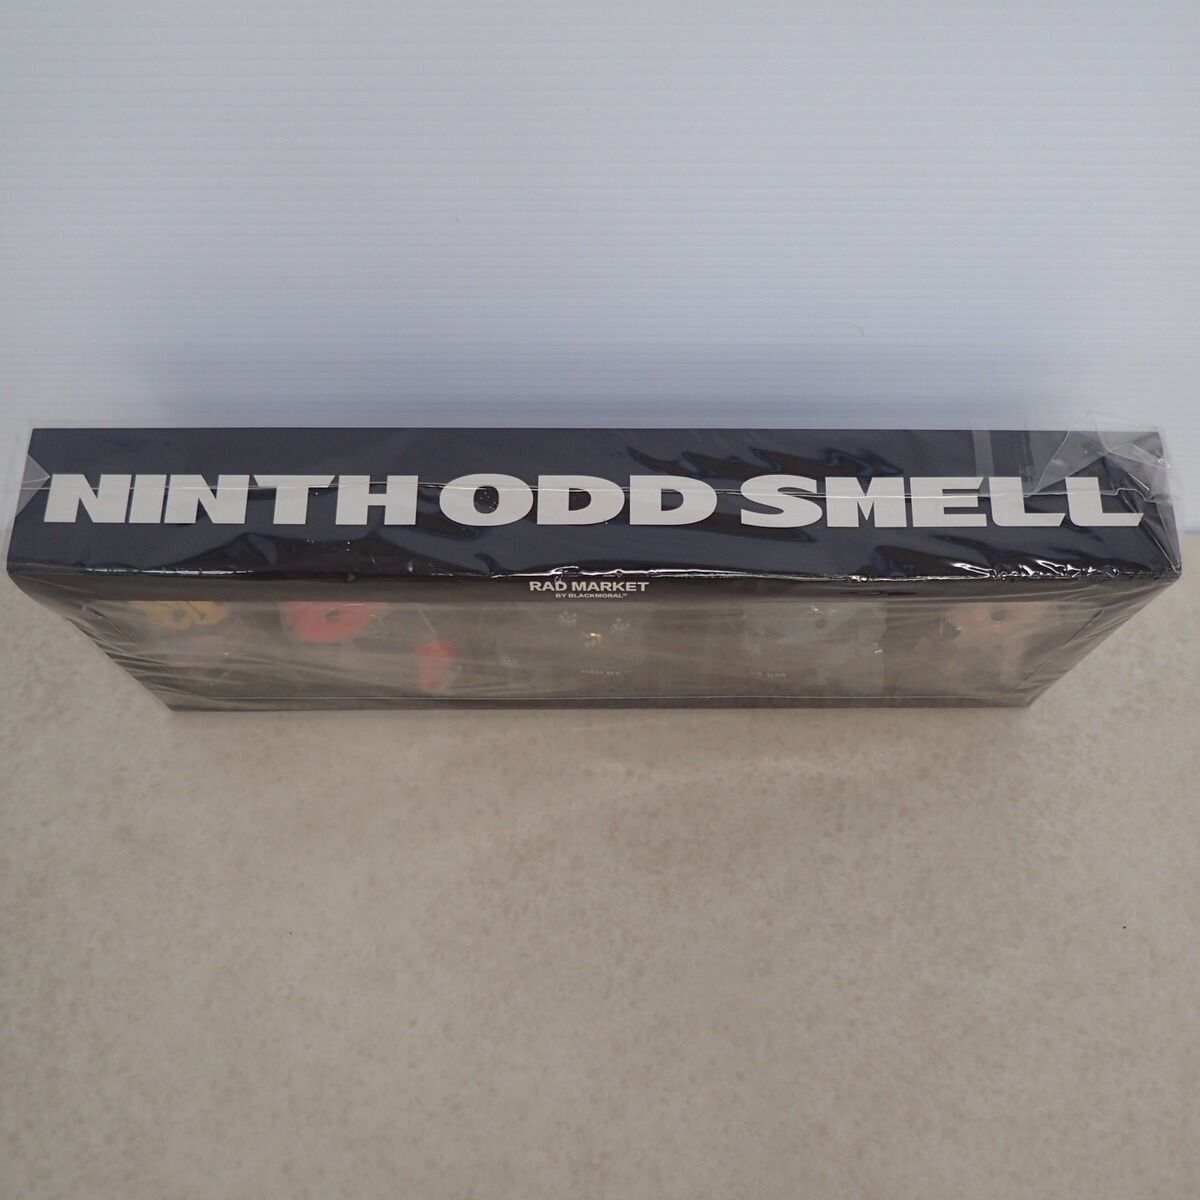 NINTH ODD SMELL
RAD MARKET
BY BLACKMORAL